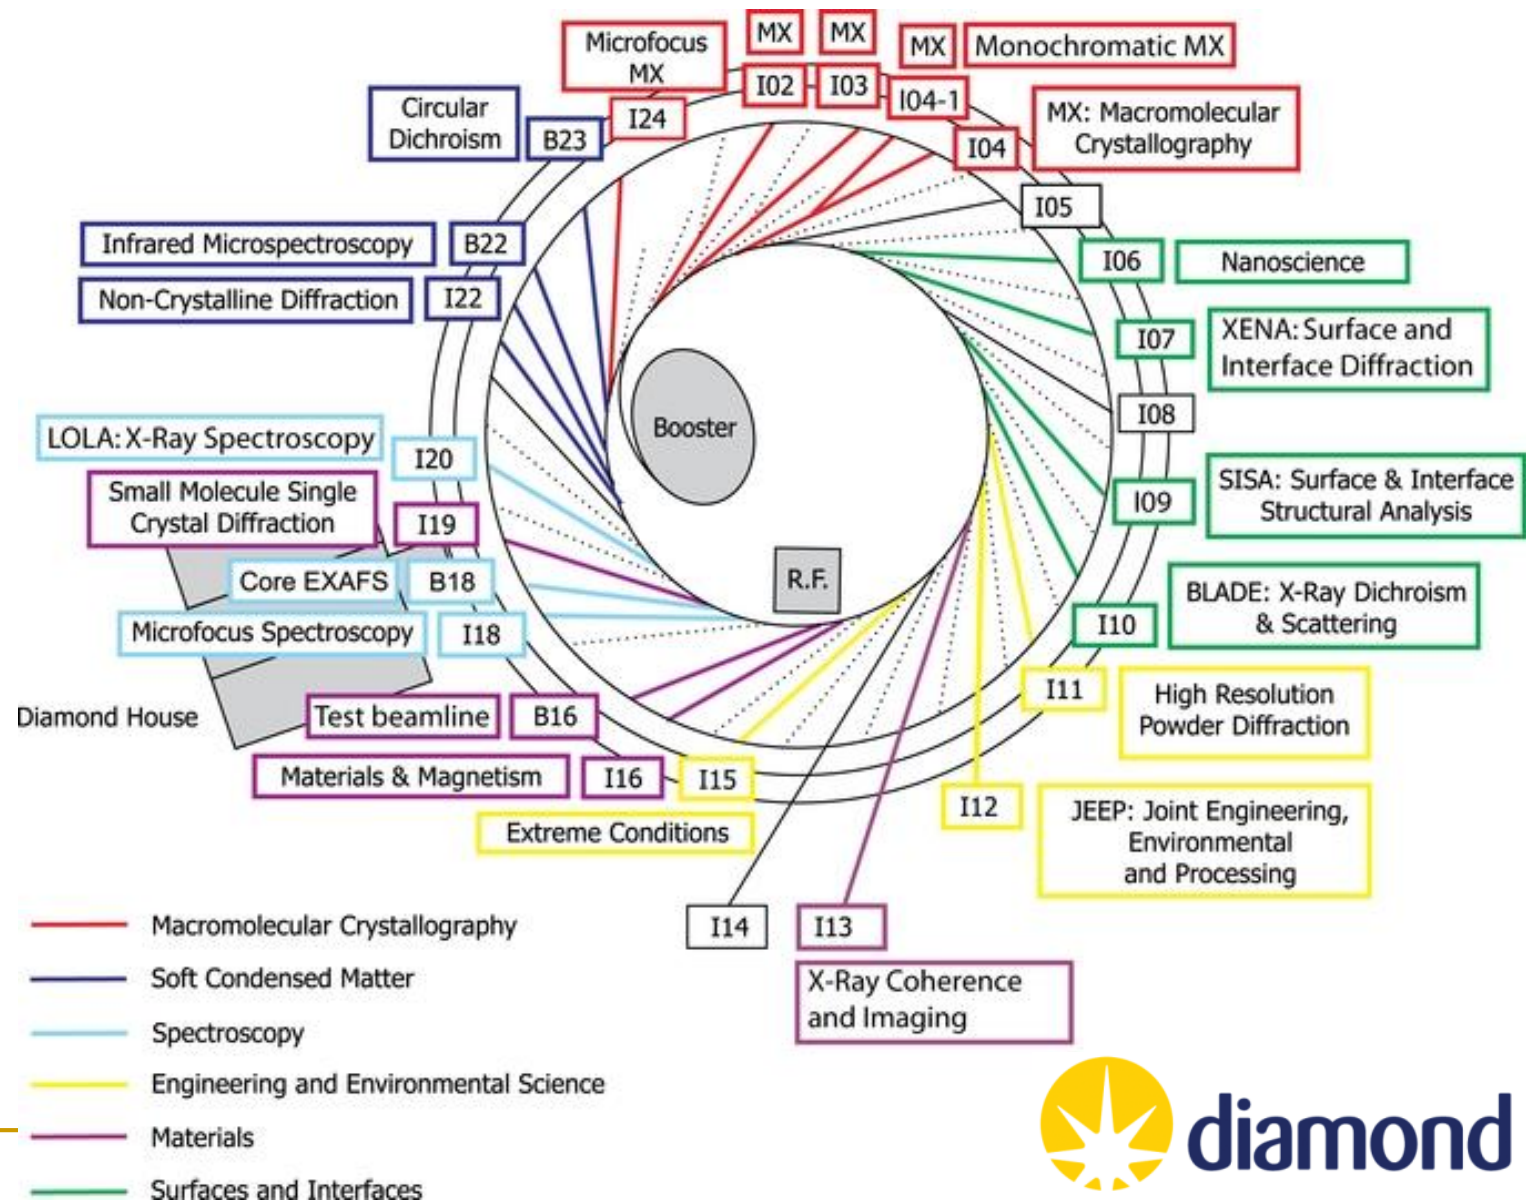 MX
MX
Microfocus
MX
MX
Monochromatic MX
I02
I03
I04-1
I24
Circular
Dichroism
B23
I04
MX: Macromolecular
Crystallography
I05
Infrared Microspectroscopy
B22
I06
Nanoscience
Non-Crystalline Diffraction
I22
I07
XENA: Surface and
Interface Diffraction
I08
Booster
LOLA: X-Ray Spectroscopy
I20
Small Molecule Single
Crystal Diffraction
I19
I09
SISA: Surface & Interface
Structural Analysis
Core EXAFS
B18
R.F.
Microfocus Spectroscopy
I18
I10
BLADE: X-Ray Dichroism
& Scattering
I11
High Resolution
Powder Diffraction
Diamond House
Test beamline
B16
Materials & Magnetism
I16
I15
Extreme Conditions
I12
JEEP: Joint Engineering,
Environmental
and Processing
I14
I13
X-Ray Coherence
and Imaging
Macromolecular Crystallography
Soft Condensed Matter
Spectroscopy
Engineering and Environmental Science
Materials
Surfaces and Interfaces
diamond